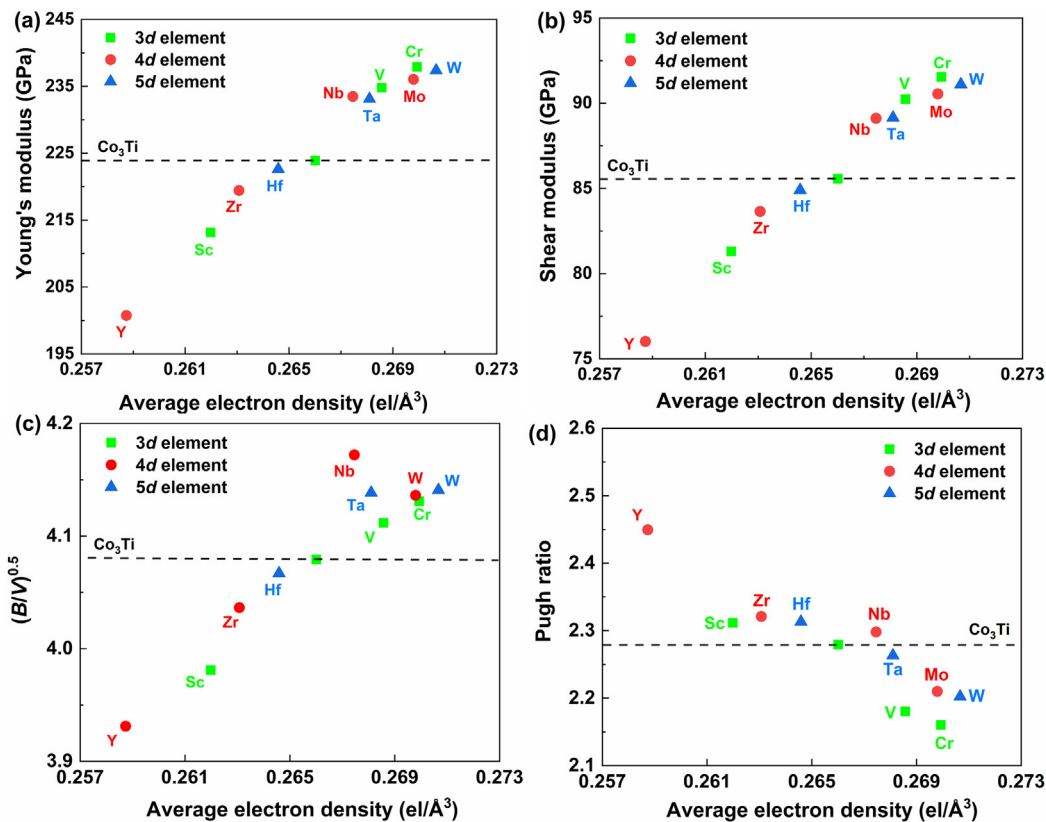 (a)
245
235
225
215
205
195
Young's modulus (GPa)
3d element
4d element
5d element
Cr
V
W
Nb
Mo
Ta
Co₃Ti
Hf
Zr
Sc
Y
0.257 0.261 0.265 0.269 0.273
Average electron density (el/Å³)
(b)
95
90
85
80
75
Shear modulus (GPa)
3d element
4d element
5d element
Cr
V
W
Mo
Nb
Ta
Co₃Ti
Hf
Zr
Sc
Y
0.257 0.261 0.265 0.269 0.273
Average electron density (el/Å³)
(c)
4.2
4.1
4.0
3.9
(B/V)⁰·⁵
3d element
4d element
5d element
Nb
W
W
Ta
Cr
V
Co₃Ti
Hf
Zr
Sc
Y
0.257 0.261 0.265 0.269 0.273
Average electron density (el/Å³)
(d)
2.6
2.5
2.4
2.3
2.2
2.1
Pugh ratio
3d element
4d element
5d element
Y
Zr
Hf
Nb
Sc
Co₃Ti
Ta
Mo
W
V
Cr
0.257 0.261 0.265 0.269 0.273
Average electron density (el/Å³)